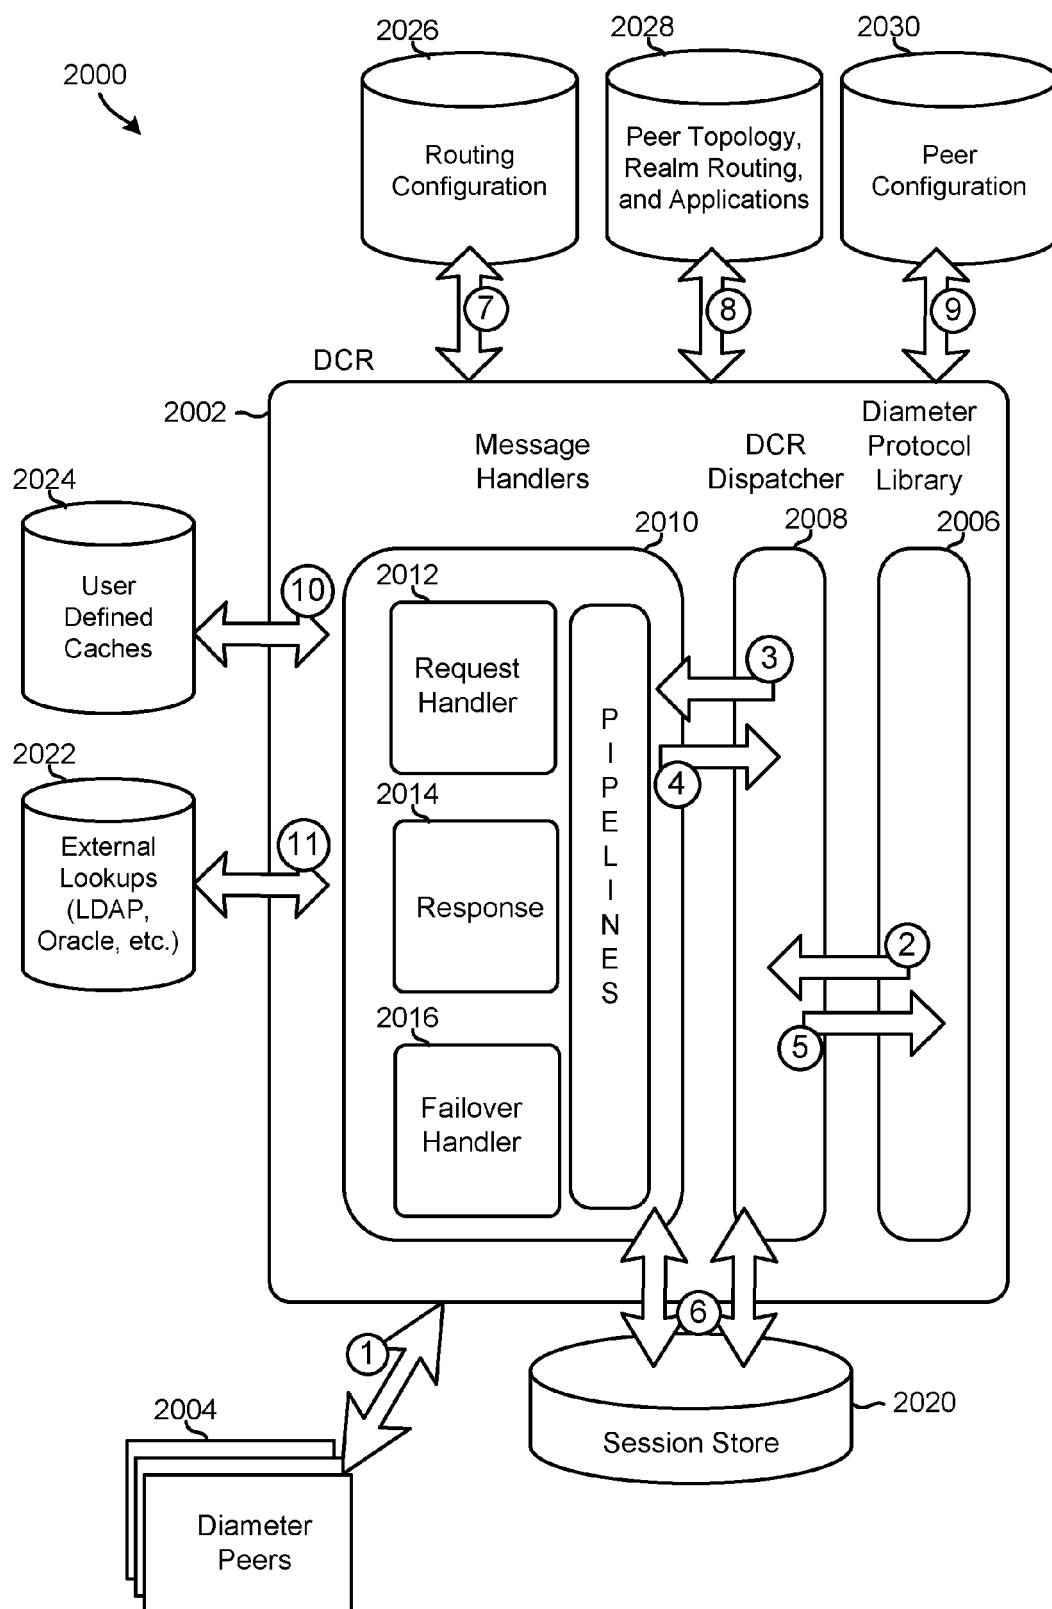 2000
2026
2028
2030
Routing
Configuration
Peer Topology,
Realm Routing,
and Applications
Peer
Configuration
7
8
9
DCR
2002
Message
Handlers
DCR
Dispatcher
Diameter
Protocol
Library
2024
User
Defined
Caches
10
2010
2008
2006
2012
Request
Handler
3
4
2022
External
Lookups
(LDAP,
Oracle, etc.)
11
2014
Response
P
I
P
E
L
I
N
E
S
2
5
2016
Failover
Handler
1
6
2004
Diameter
Peers
Session Store
2020